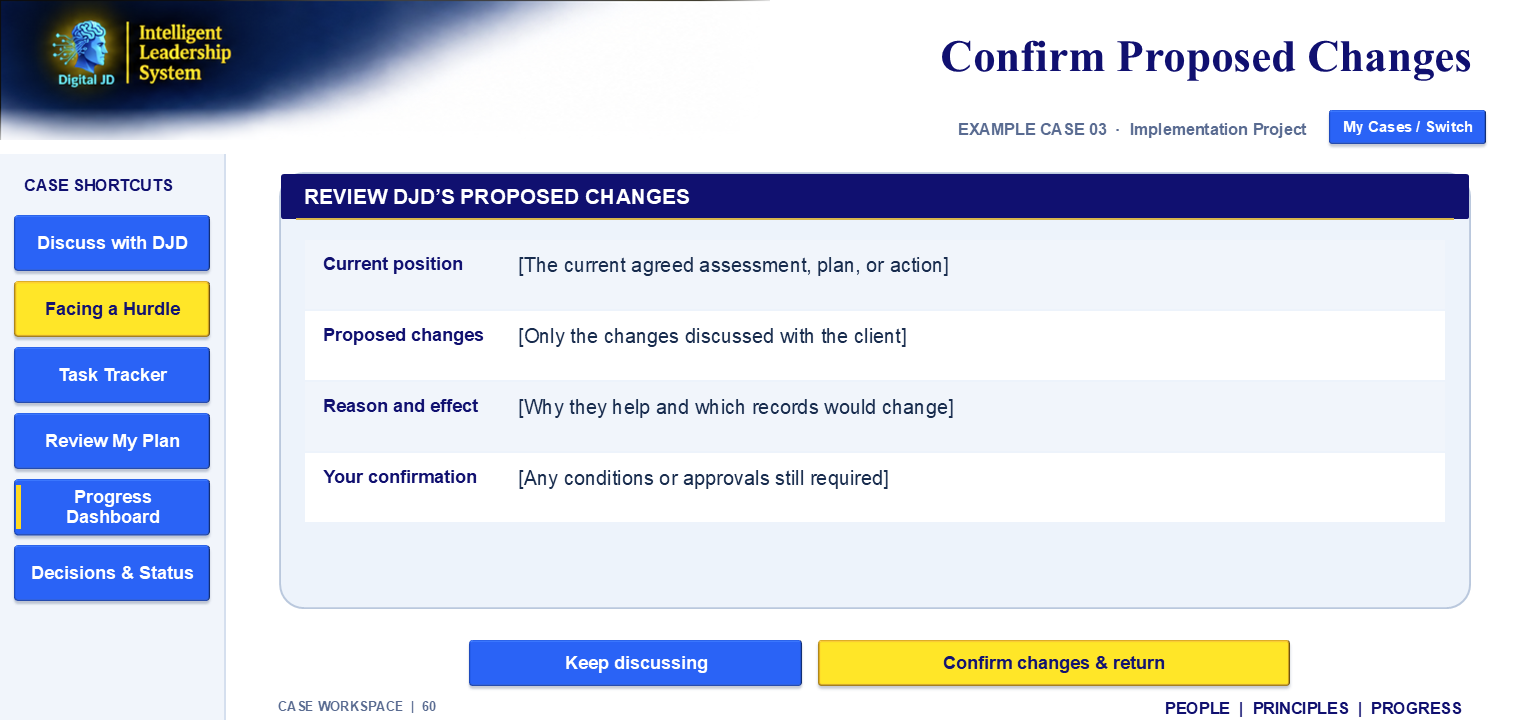 Digital JD
Intelligent
Leadership
System
Confirm Proposed Changes
EXAMPLE CASE 03 · Implementation Project
My Cases / Switch
CASE SHORTCUTS
Discuss with DJD
Facing a Hurdle
Task Tracker
Review My Plan
Progress
Dashboard
Decisions & Status
REVIEW DJD’S PROPOSED CHANGES
Current position [The current agreed assessment, plan, or action]
Proposed changes [Only the changes discussed with the client]
Reason and effect [Why they help and which records would change]
Your confirmation [Any conditions or approvals still required]
Keep discussing
Confirm changes & return
CASE WORKSPACE | 60
PEOPLE | PRINCIPLES | PROGRESS